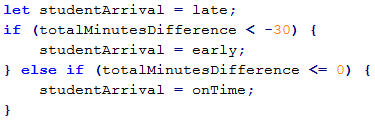 let studentArrival = late;
if (totalMinutesDifference < -30) {
    studentArrival = early;
} else if (totalMinutesDifference <= 0) {
    studentArrival = onTime;
}